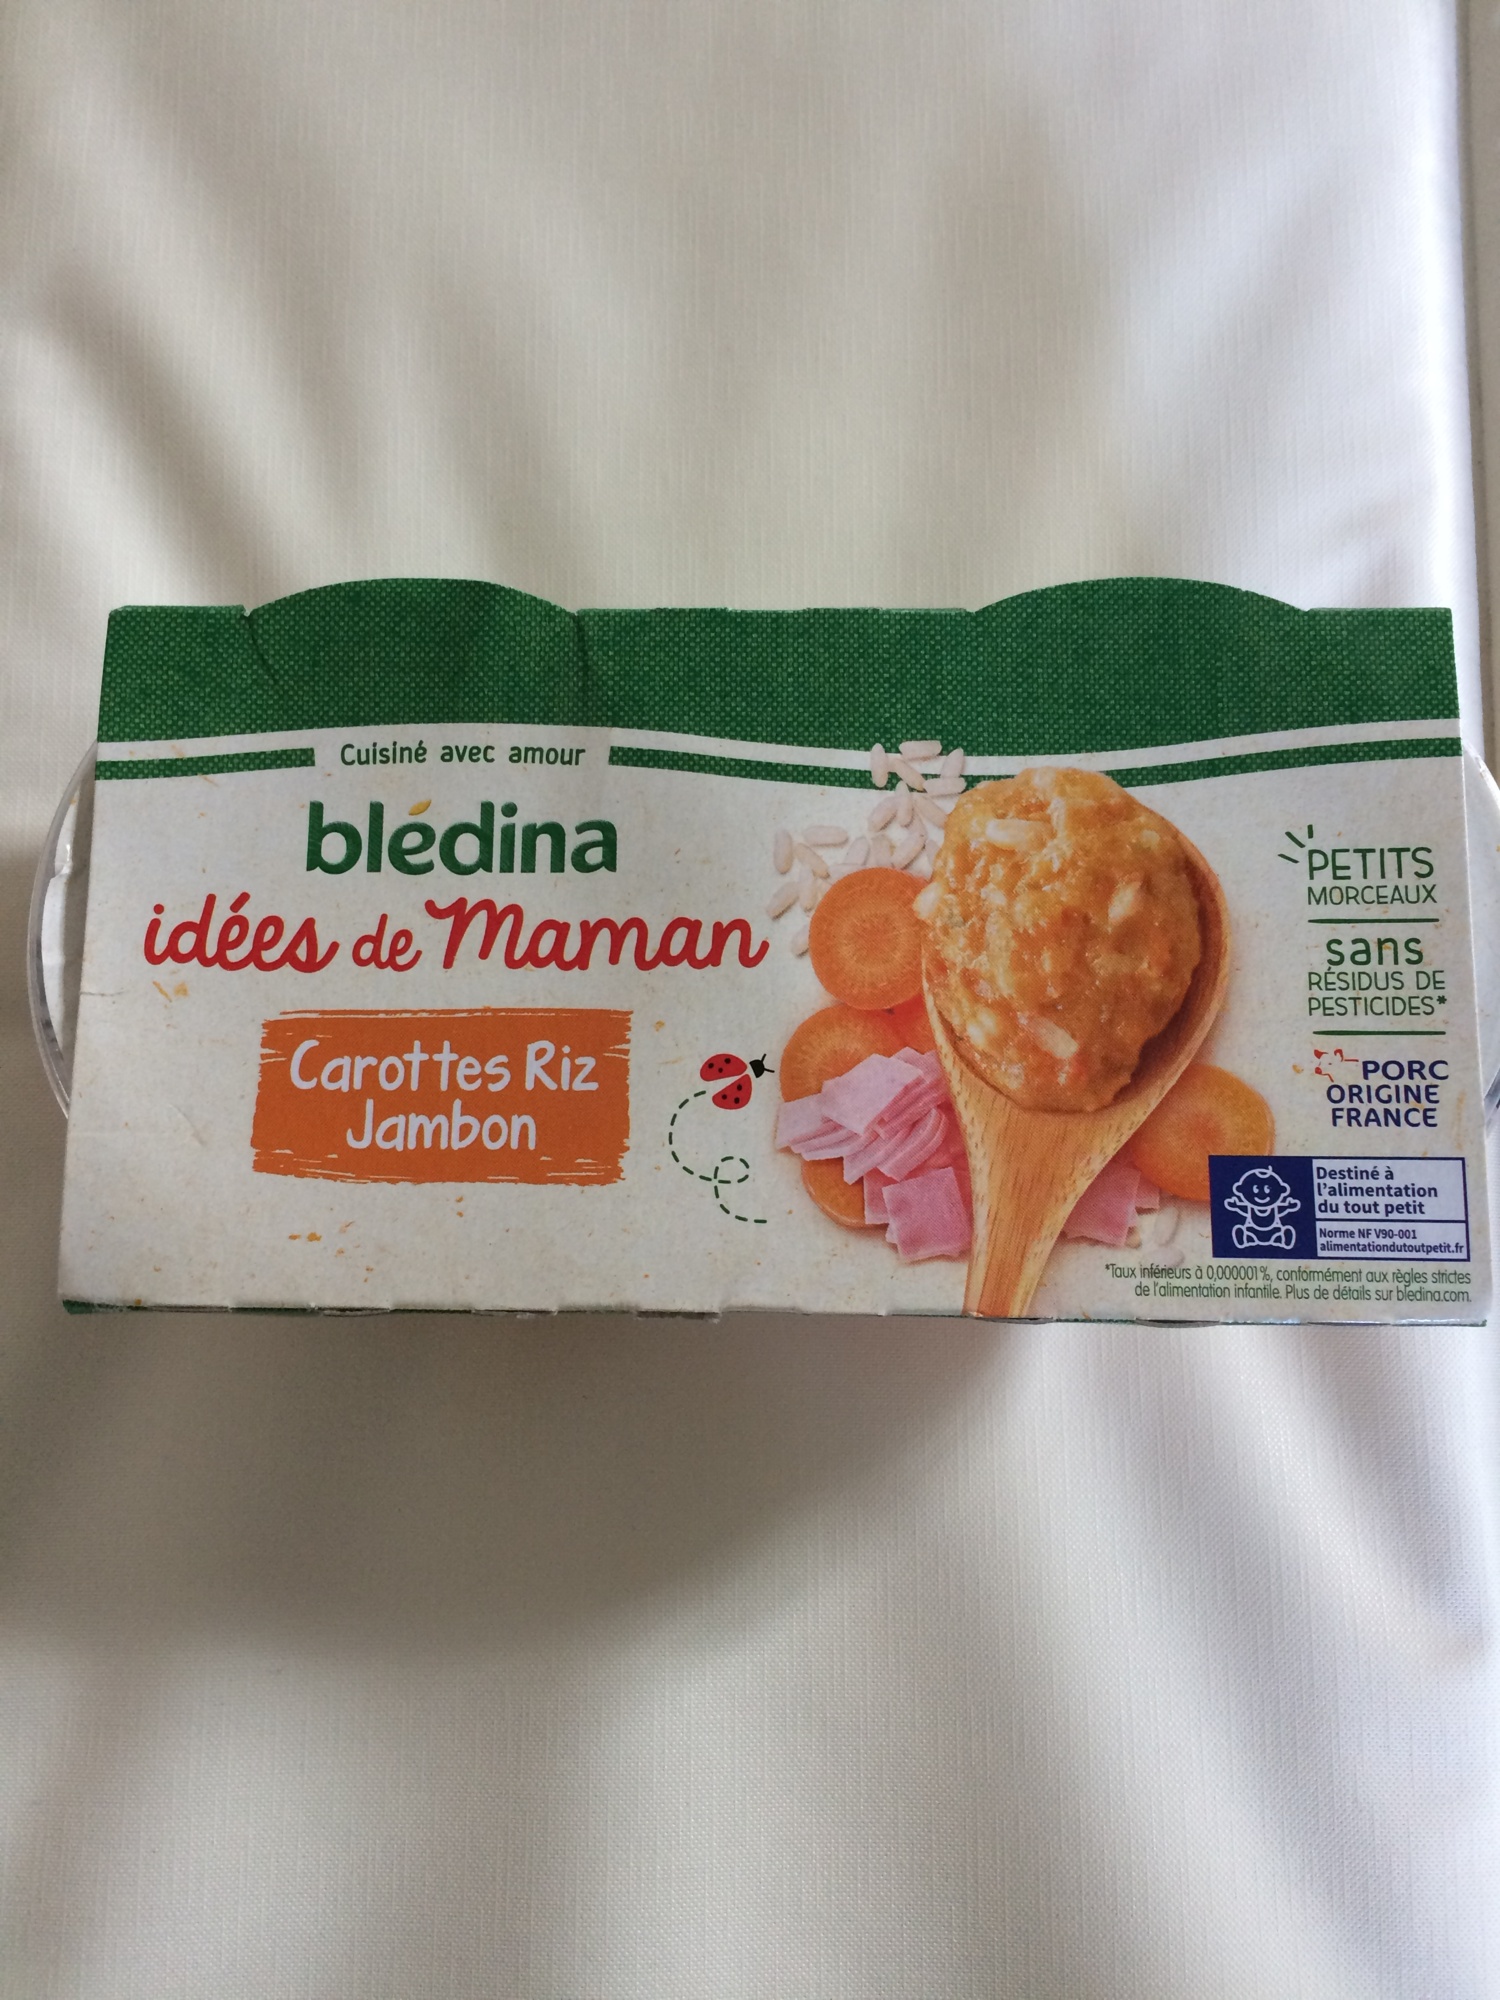 Cuisiné avec amour
blédina
idées de Maman
Carottes Riz
Jambon
PETITS
MORCEAUX
sans
RÉSIDUS DE
PESTICIDES*
PORC
ORIGINE
FRANCE
Destiné à
l'alimentation
du tout petit
Norme NF V90-001
alimentationdutoutpetit.fr
*Taux inférieurs à 0,000001%, conformément aux règles strictes
de l'alimentation infantile. Plus de détails sur bledina.com.